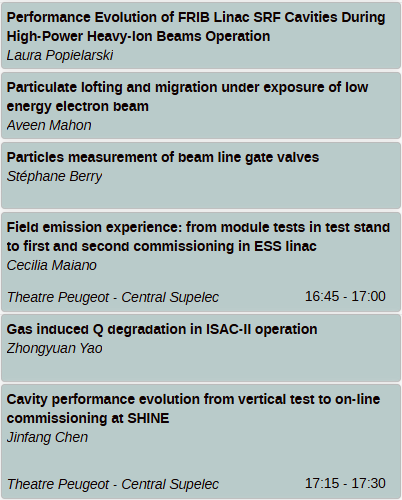 Performance Evolution of FRIB Linac SRF Cavities During
High-Power Heavy-Ion Beams Operation
Laura Popielarski
Particulate lofting and migration under exposure of low
energy electron beam
Aveen Mahon
Particles measurement of beam line gate valves
Stéphane Berry
Field emission experience: from module tests in test stand
to first and second commissioning in ESS linac
Cecilia Maiano
Theatre Peugeot - Central Supelec 16:45 - 17:00
Gas induced Q degradation in ISAC-II operation
Zhongyuan Yao
Cavity performance evolution from vertical test to on-line
commissioning at SHINE
Jinfang Chen
Theatre Peugeot - Central Supelec 17:15 - 17:30